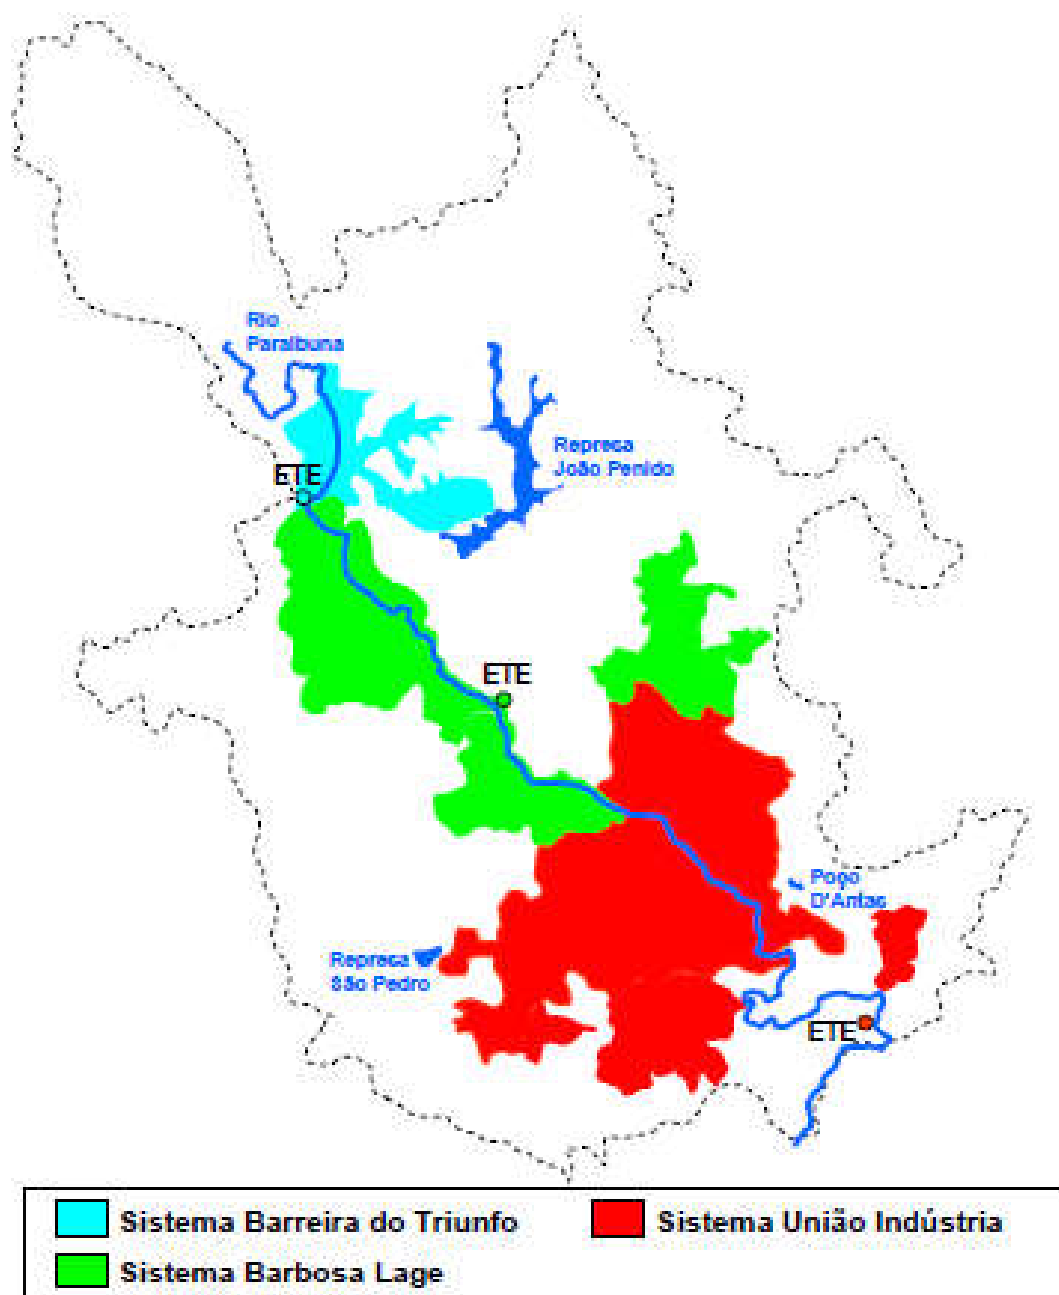 Rio
Paraibuna
Represa
João Penido
ETE
ETE
Poço
D'Antas
Represa
São Pedro
ETE
Sistema Barreira do Triunfo
Sistema União Indústria
Sistema Barbosa Lage